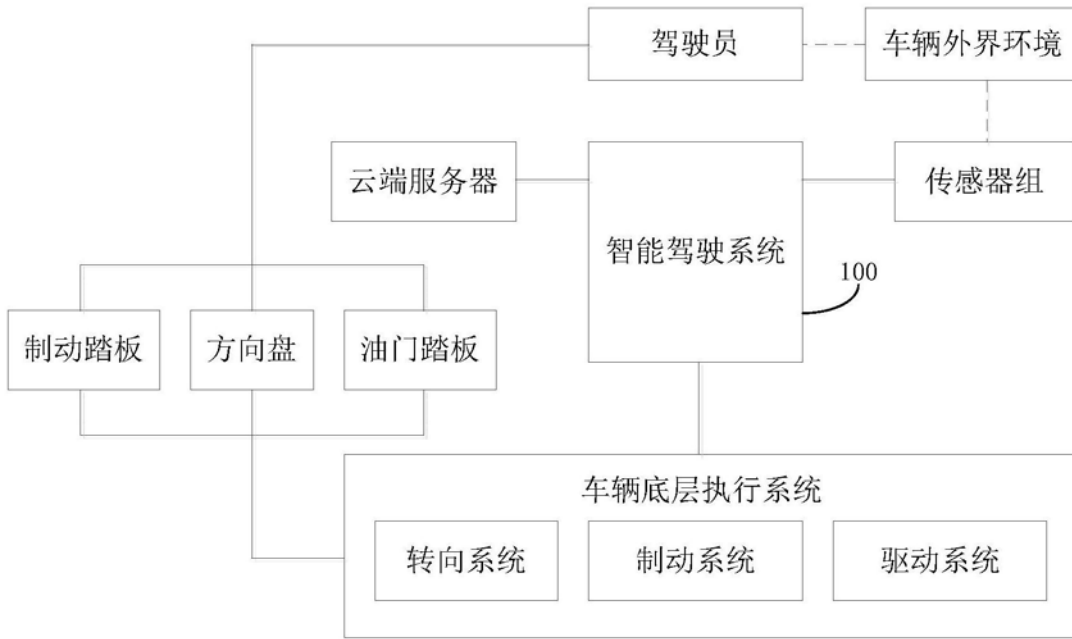 驾驶员
车辆外界环境
云端服务器
智能驾驶系统
传感器组
100
制动踏板
方向盘
油门踏板
车辆底层执行系统
转向系统
制动系统
驱动系统